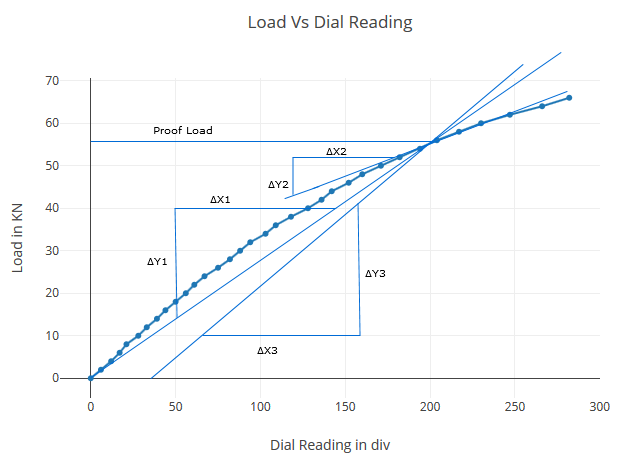 Load Vs Dial Reading
70
Proof Load
60
ΔX2
50
ΔY2
ΔX1
40
Load in KN
30
ΔY1
ΔY3
20
10
ΔX3
0
0 50 100 150 200 250 300
Dial Reading in div